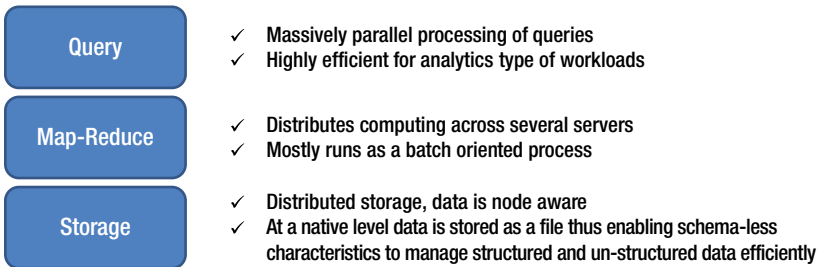 Query
✓ Massively parallel processing of queries
✓ Highly efficient for analytics type of workloads
Map-Reduce
✓ Distributes computing across several servers
✓ Mostly runs as a batch oriented process
Storage
✓ Distributed storage, data is node aware
✓ At a native level data is stored as a file thus enabling schema-less
characteristics to manage structured and un-structured data efficiently